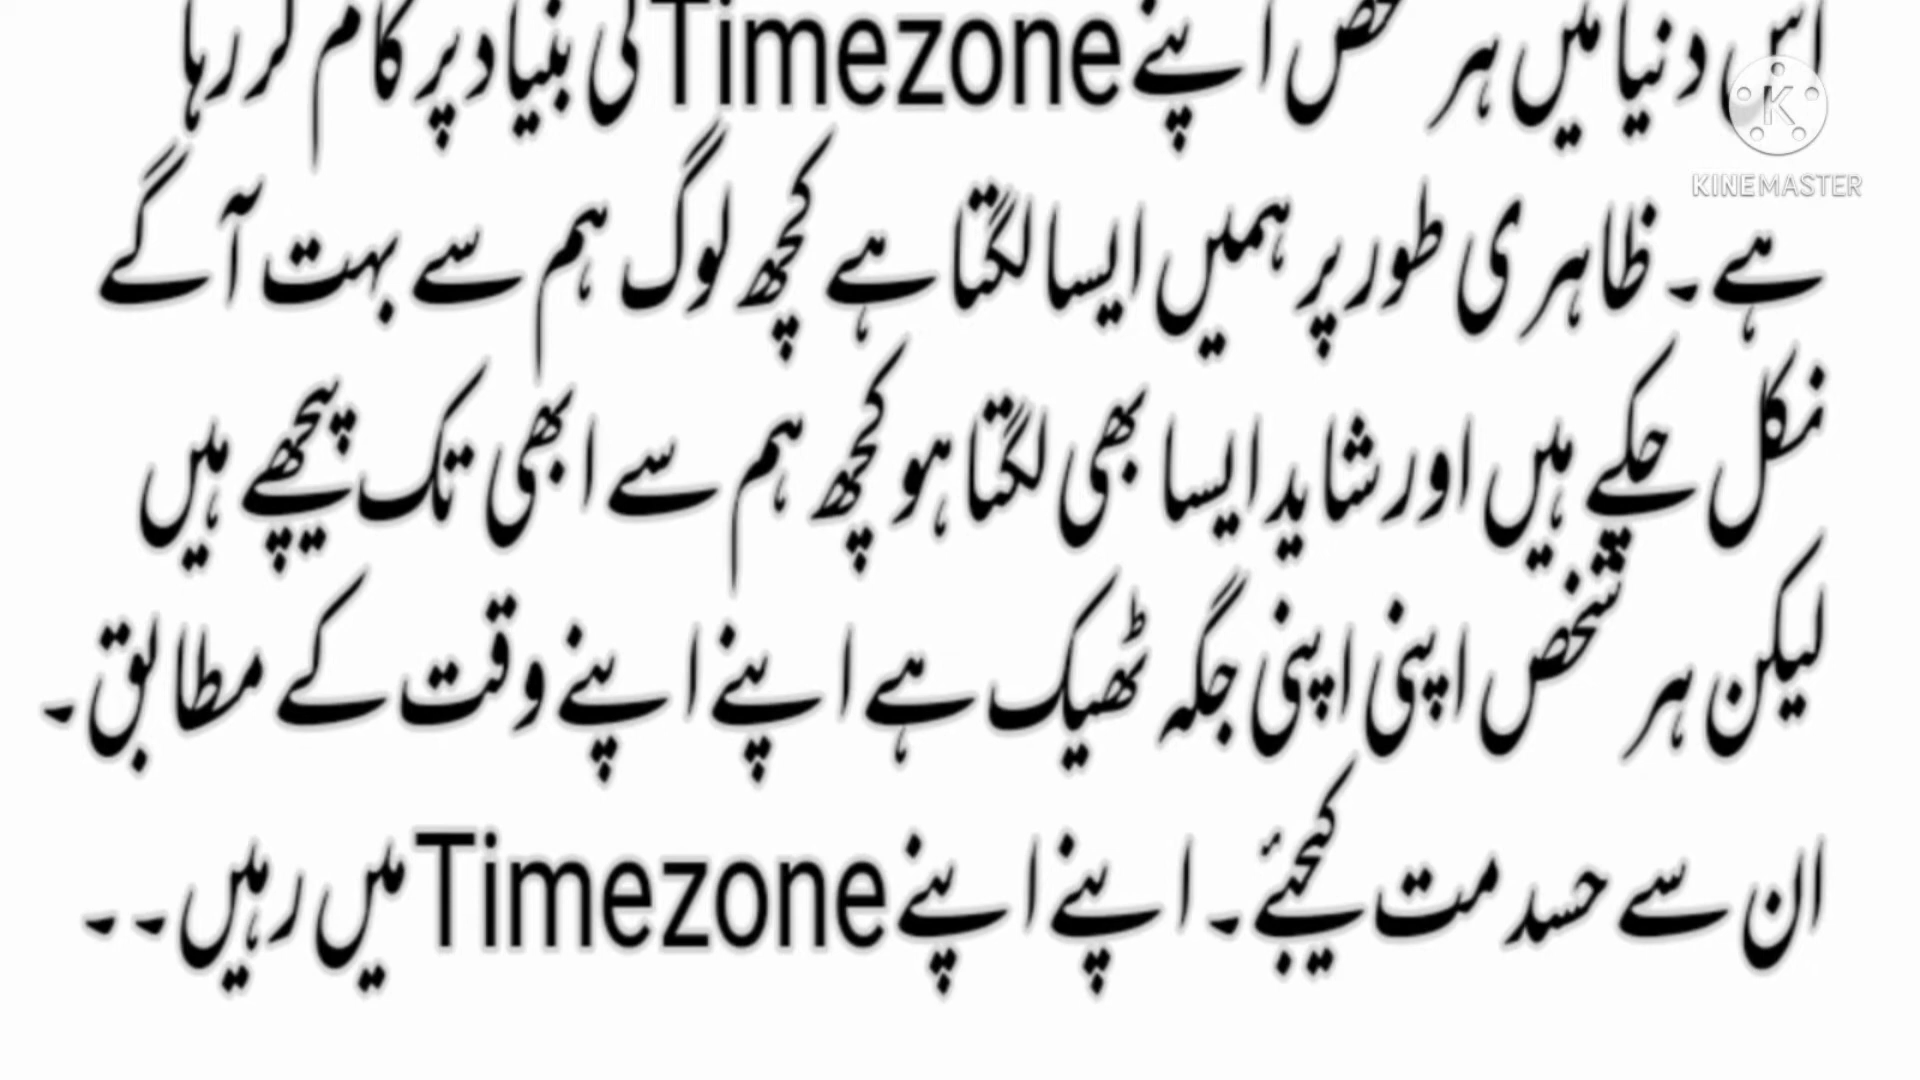 اس دنیا میں ہر شخص اپنے Timezone کی بنیاد پر کام کر رہا
ہے۔ ظاہری طور پر ہمیں ایسا لگتا ہے کچھ لوگ ہم سے بہت آگے
نکل چکے ہیں اور شاید ایسا بھی لگتا ہو کچھ ہم سے ابھی تک پیچھے ہیں
لیکن ہر شخص اپنی اپنی جگہ ٹھیک ہے اپنے اپنے وقت کے مطابق۔
ان سے حسد مت کیجئے۔ اپنے اپنے Timezone میں رہیں۔۔
K
KINEMASTER